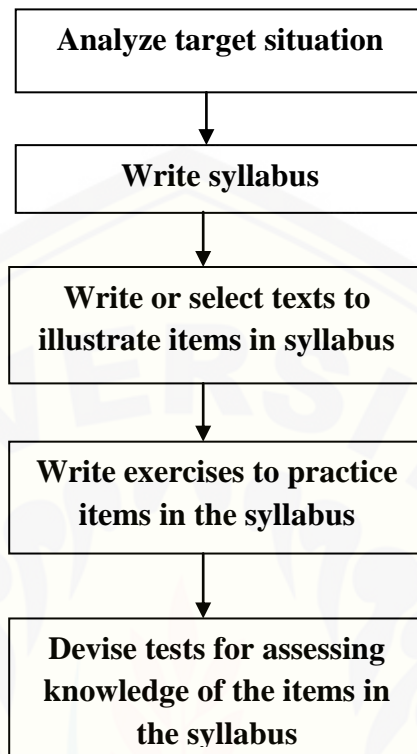 Analyze target situation
Write syllabus
Write or select texts to
illustrate items in syllabus
Write exercises to practice
items in the syllabus
Devise tests for assessing
knowledge of the items in
the syllabus